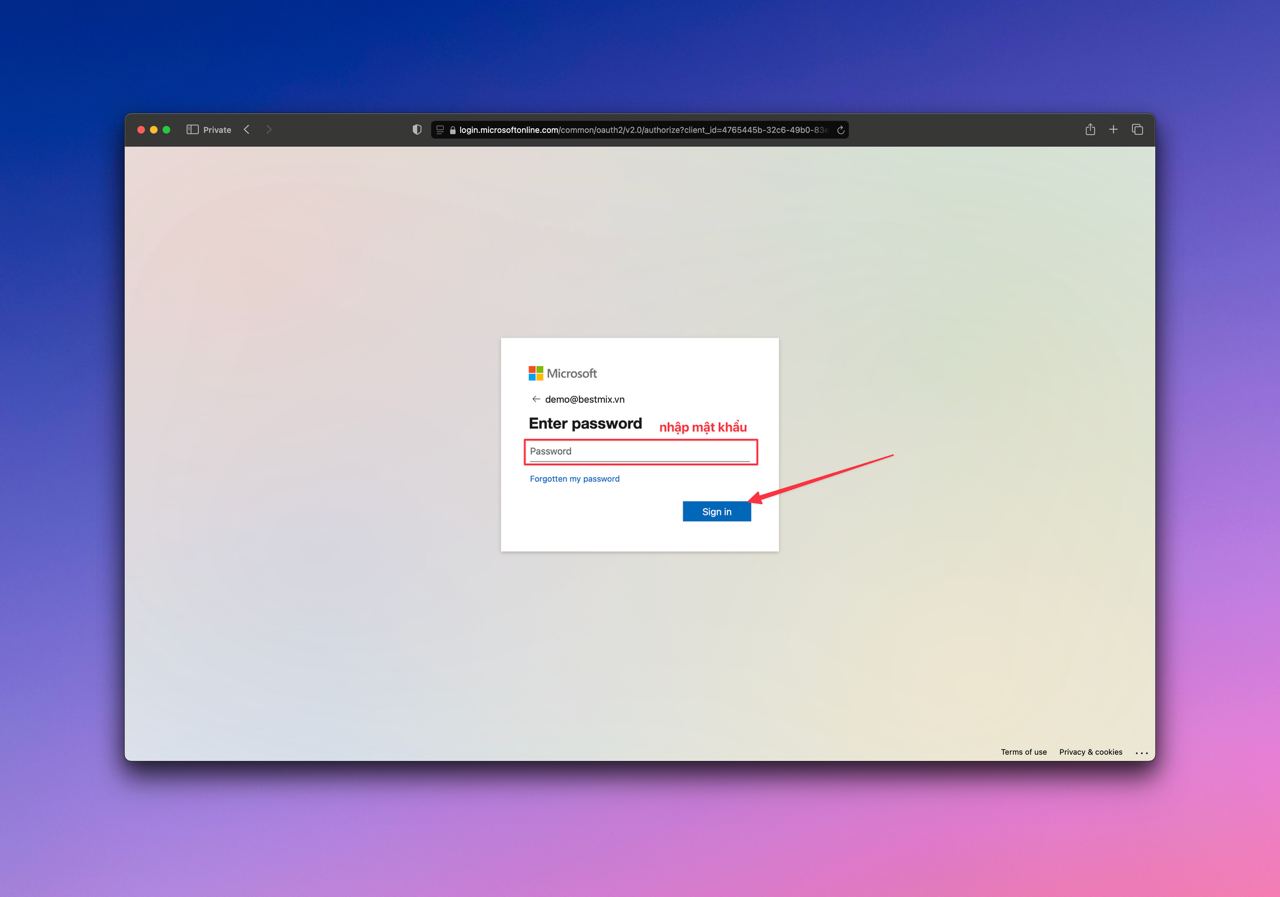 Private
login.microsoftonline.com/common/oauth2/v2.0/authorize?client_id=4765445b-32c6-49b0-83
Microsoft
demo@bestmix.vn
Enter password
nhập mật khẩu
Password
Forgotten my password
Sign in
Terms of use Privacy & cookies ...